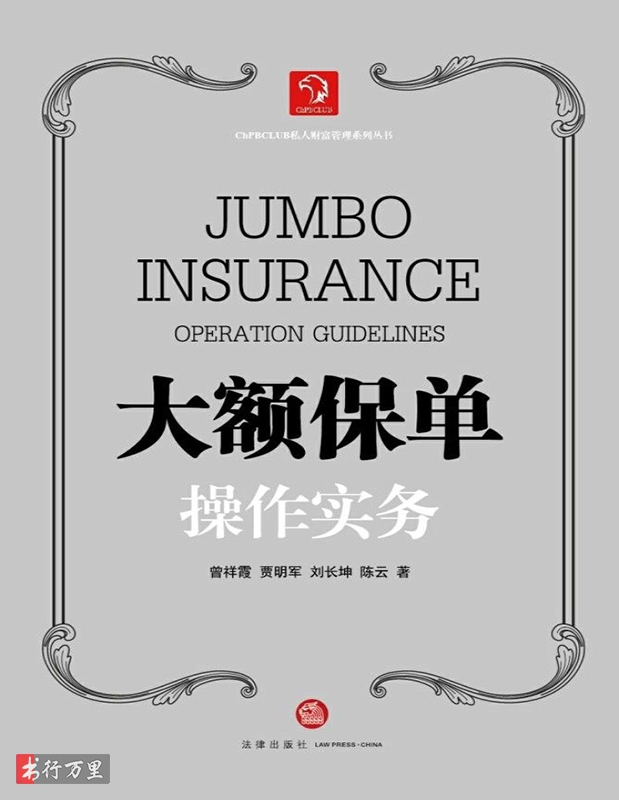 ChPBCLUB
ChPBCLUB私人财富管理系列丛书
JUMBO
INSURANCE
OPERATION GUIDELINES
大额保单
操作实务
曾祥霞 贾明军 刘长坤 陈云 著
法律出版社 LAW PRESS·CHINA
书行万里